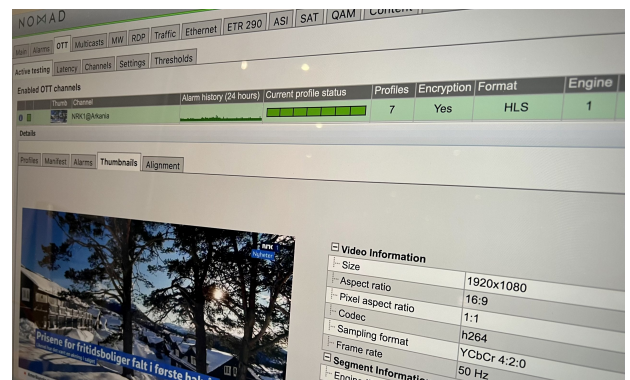 NOMAD
Main Alarms OTT Multicasts MW RDP Traffic Ethernet ETR 290 ASI SAT QAM Content
Active testing Latency Channels Settings Thresholds
Enabled OTT channels
Thumb Channel Alarm history (24 hours) Current profile status Profiles Encryption Format Engine
NRK1@Arkania 7 Yes HLS 1
Details
Profiles Manifest Alarms Thumbnails Alignment
nrk 1
Nyheter
Prisene for fritidsboliger falt i første
Video Information
Size 1920x1080
Aspect ratio 16:9
Pixel aspect ratio 1:1
Codec h264
Sampling format YCbCr 4:2:0
Frame rate 50 Hz
Segment Information